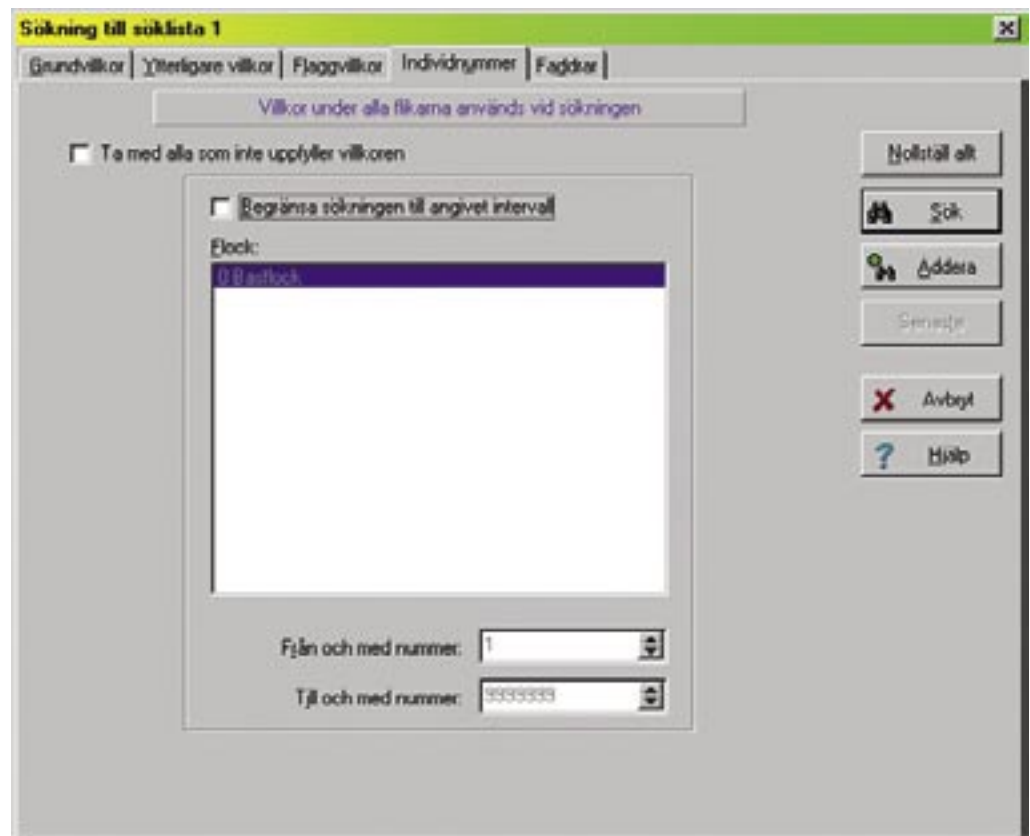 Sökning till söklista 1
Grundvillkor Ytterligare villkor Flaggvillkor Individnummer Faddrar
Villkor under alla flikarna används vid sökningen
Ta med alla som inte uppfyller villkoren
Begränsa sökningen till angivet intervall
Flock:
0 Basflock
Från och med nummer: 1
Till och med nummer: 9999999
Nollställ allt
Sök
Addera
Senaste
Avbryt
Hjälp